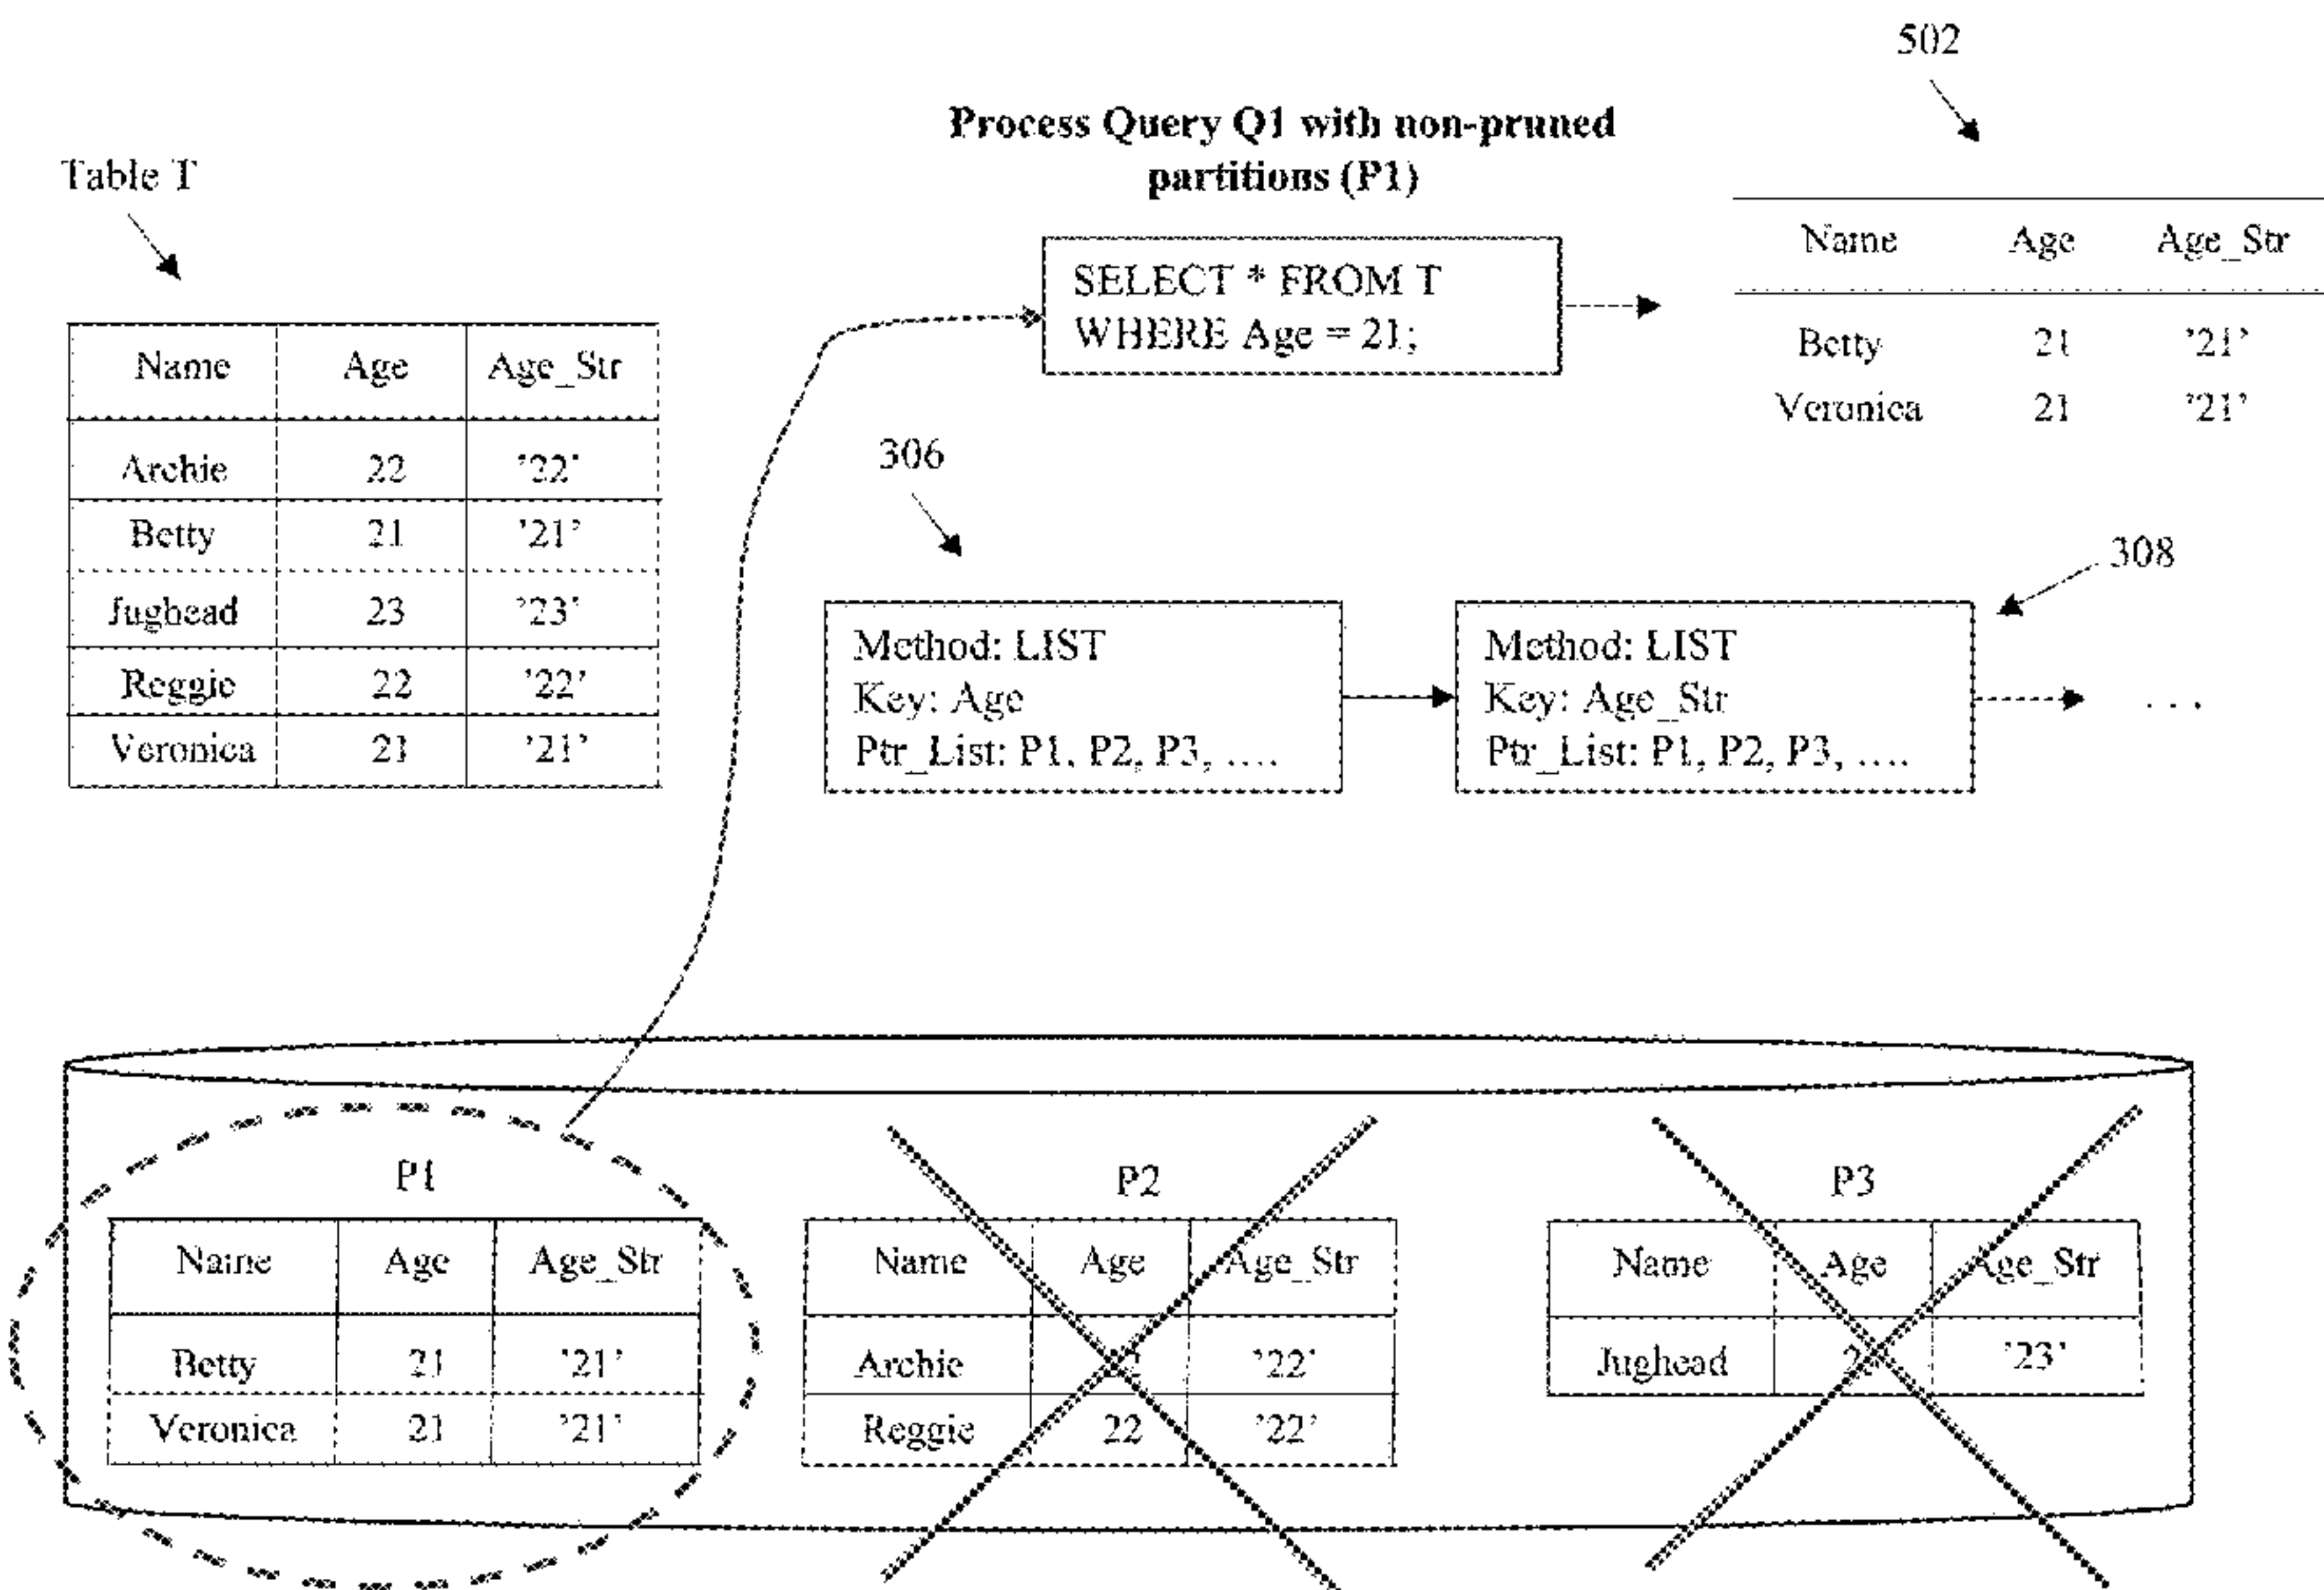 502
Process Query Q1 with non-pruned
partitions (P1)
Table T
Name Age Age_Str
SELECT * FROM T
WHERE Age = 21;
Betty 21 '21'
Veronica 21 '21'
Name Age Age_Str
Archie 22 '22'
Betty 21 '21'
Jughead 23 '23'
Reggie 22 '22'
Veronica 21 '21'
306
308
Method: LIST
Key: Age
Ptr_List: P1, P2, P3, ....
Method: LIST
Key: Age_Str
Ptr_List: P1, P2, P3, ....
. . .
P1
Name Age Age_Str
Betty 21 '21'
Veronica 21 '21'
P2
Name Age Age_Str
Archie '22'
Reggie 22 '22'
P3
Name Age Age_Str
Jughead '23'